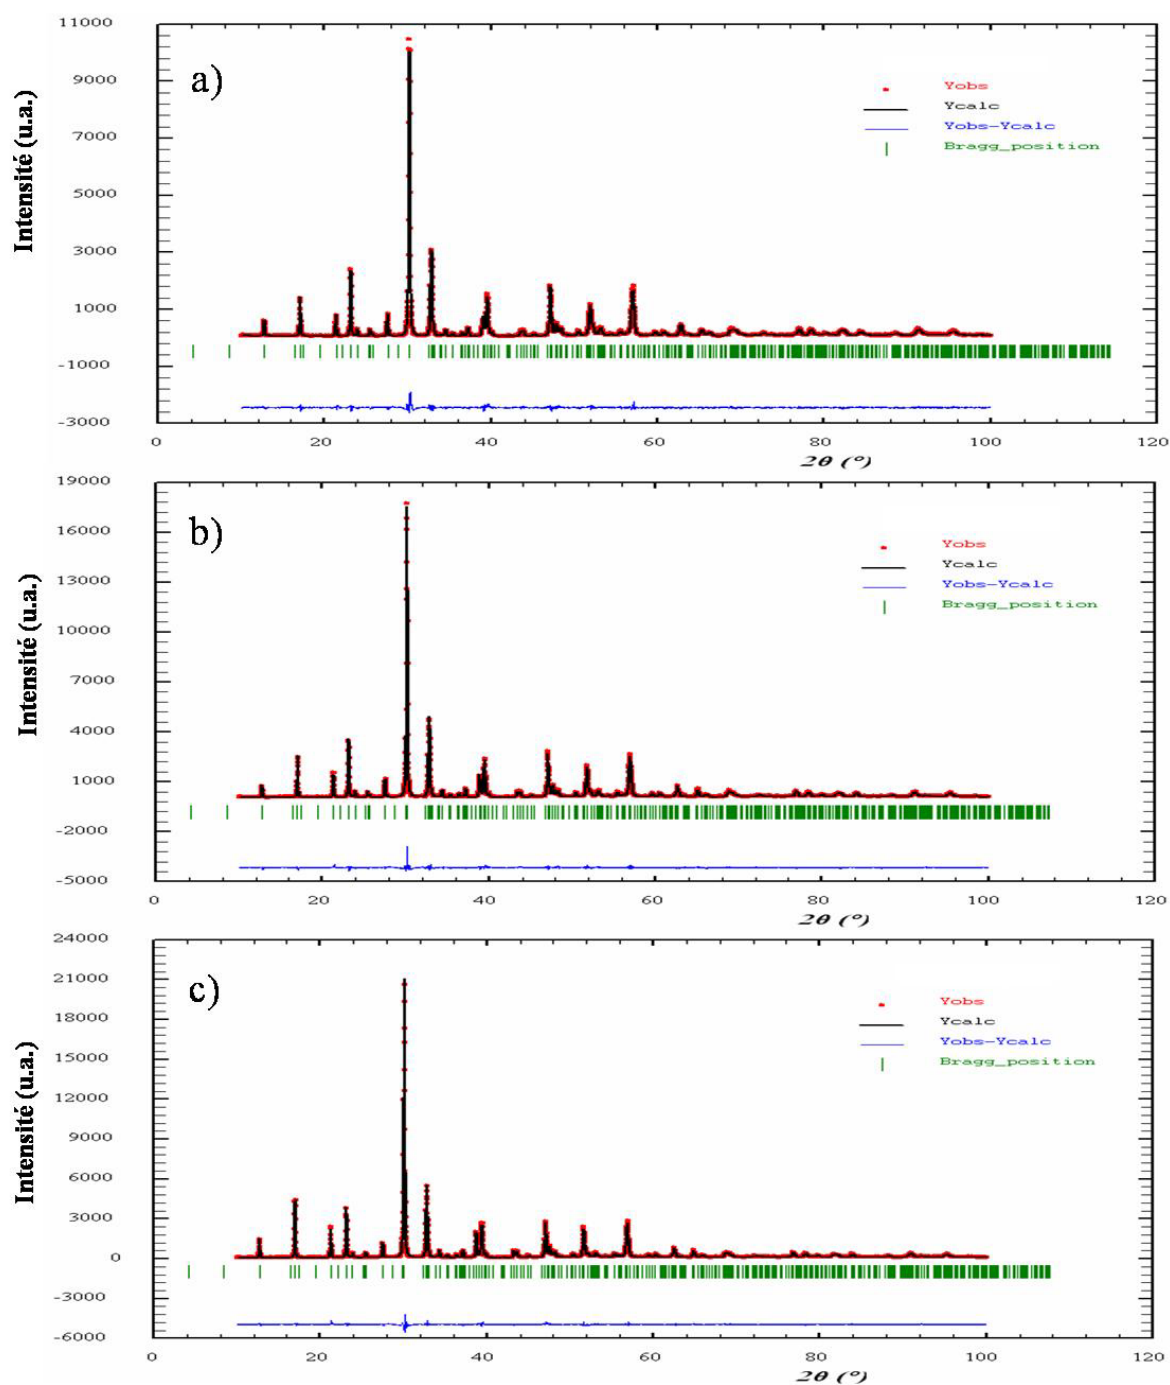 11000
a)
9000
7000
5000
3000
1000
-1000
-3000
Intensité (u.a.)
Yobs
Ycalc
Yobs-Ycalc
Bragg_position
0 20 40 60 80 100 120
2θ (°)
19000
b)
16000
13000
10000
7000
4000
1000
-2000
-5000
Intensité (u.a.)
Yobs
Ycalc
Yobs-Ycalc
Bragg_position
0 20 40 60 80 100 120
2θ (°)
24000
c)
21000
18000
15000
12000
9000
6000
3000
0
-3000
-6000
Intensité (u.a.)
Yobs
Ycalc
Yobs-Ycalc
Bragg_position
0 20 40 60 80 100 120
2θ (°)